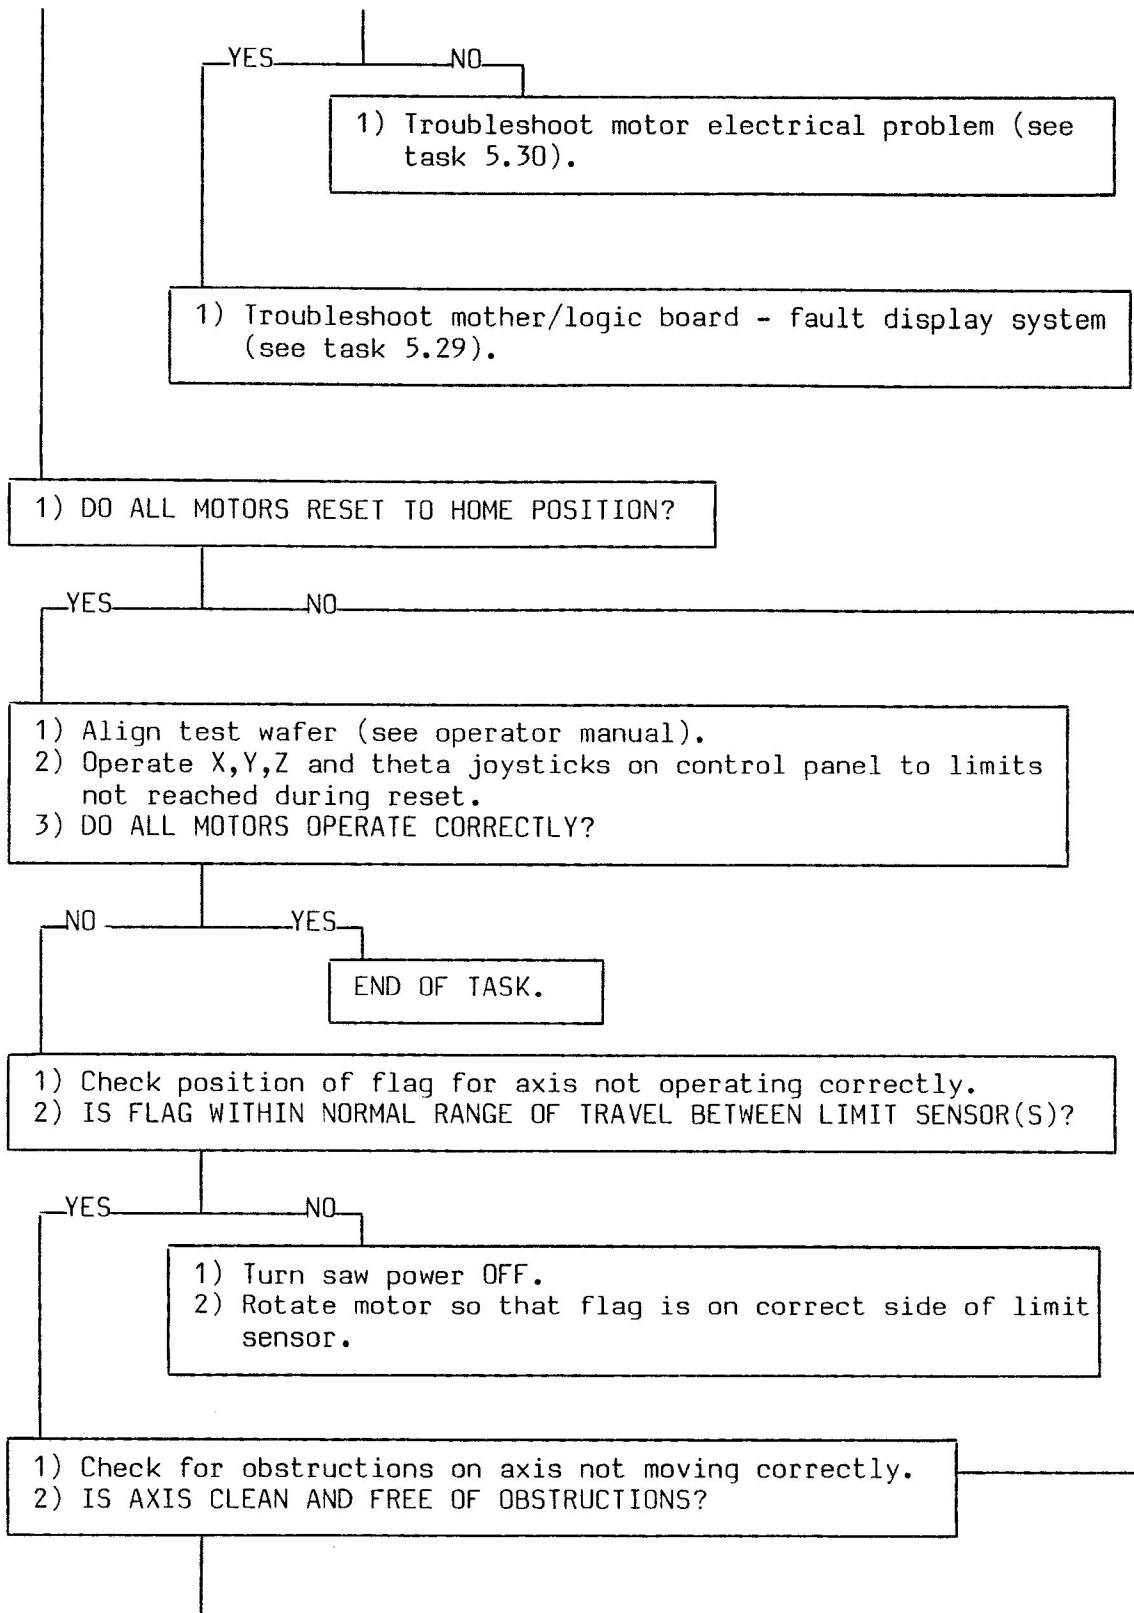 YES NO
1) Troubleshoot motor electrical problem (see
task 5.30).
1) Troubleshoot mother/logic board - fault display system
(see task 5.29).
1) DO ALL MOTORS RESET TO HOME POSITION?
YES NO
1) Align test wafer (see operator manual).
2) Operate X,Y,Z and theta joysticks on control panel to limits
not reached during reset.
3) DO ALL MOTORS OPERATE CORRECTLY?
NO YES
END OF TASK.
1) Check position of flag for axis not operating correctly.
2) IS FLAG WITHIN NORMAL RANGE OF TRAVEL BETWEEN LIMIT SENSOR(S)?
YES NO
1) Turn saw power OFF.
2) Rotate motor so that flag is on correct side of limit
sensor.
1) Check for obstructions on axis not moving correctly.
2) IS AXIS CLEAN AND FREE OF OBSTRUCTIONS?